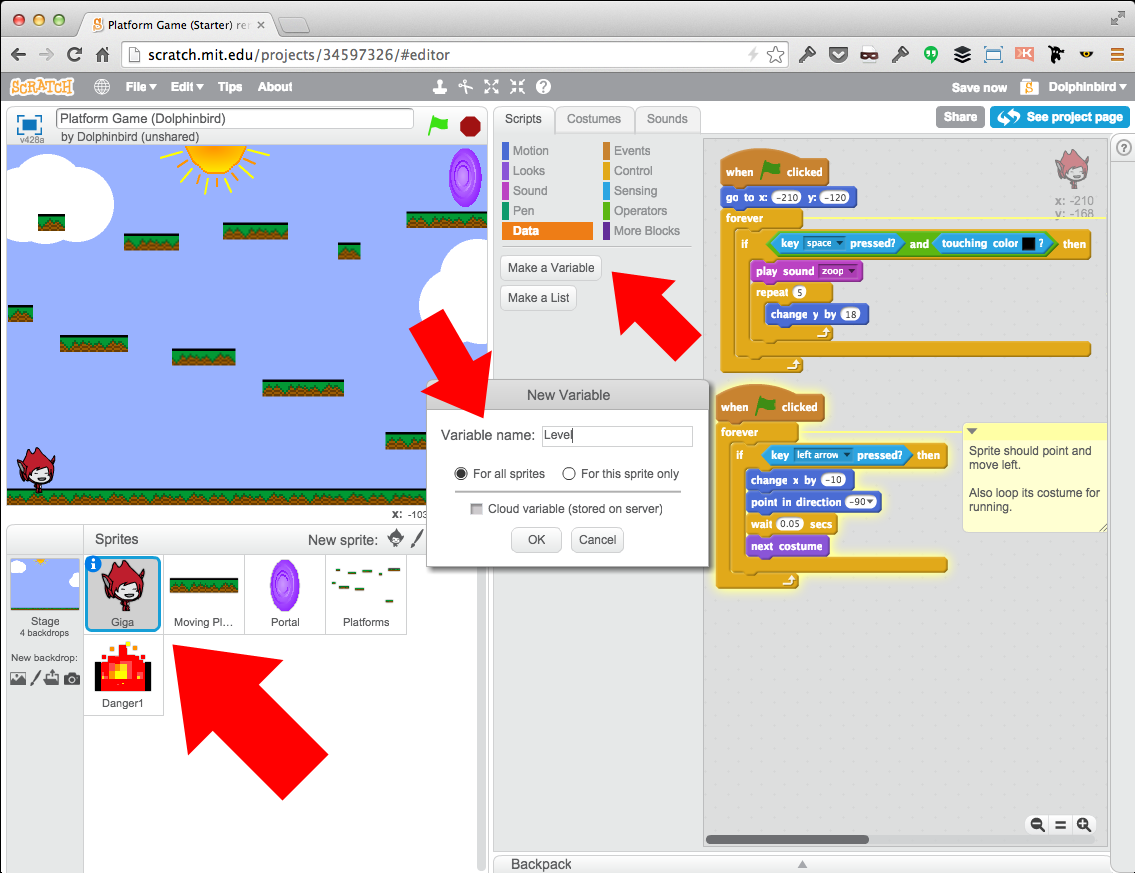 Platform Game (Starter) rer
scratch.mit.edu/projects/34597326/#editor
SCRATCH File Edit Tips About Save now Dolphinbird
v428a
Platform Game (Dolphinbird)
by Dolphinbird (unshared)
Scripts Costumes Sounds
Share See project page
Motion Events
Looks Control
Sound Sensing
Pen Operators
Data More Blocks
Make a Variable
Make a List
when clicked
go to x: -210 y: -120
forever
if key space pressed? and touching color ? then
play sound zoop
repeat 5
change y by 18
x: -210
y: -168
when clicked
forever
if key left arrow pressed? then
change x by -10
point in direction -90
wait 0.05 secs
next costume
Sprite should point and
move left.
Also loop its costume for
running.
New Variable
Variable name: Level
For all sprites For this sprite only
Cloud variable (stored on server)
OK Cancel
x: -103
Sprites New sprite:
Stage
4 backdrops
New backdrop:
Giga Moving Pl... Portal Platforms
Danger1
Backpack